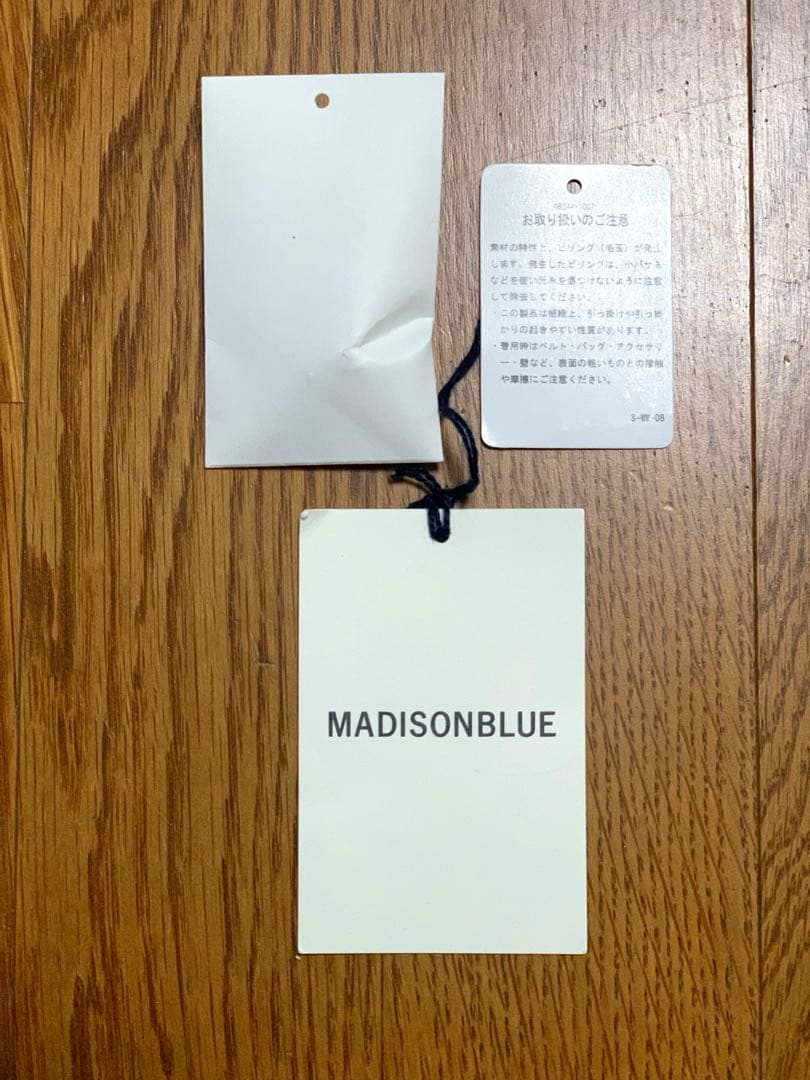 MB244-1007
お取り扱いのご注意
素材の特性上、ピリング（毛玉）が発生
します。発生したピリングは、小バサミ
などを使い元糸を傷つけないように注意
して除去してください。
・この製品は組織上、引っ掛けや引っ掛
かりの起きやすい性質があります。
・着用時はベルト・バッグ・アクセサリ
ー・壁など、表面の粗いものとの接触
や摩擦にご注意ください。
S-WV-08
MADISONBLUE